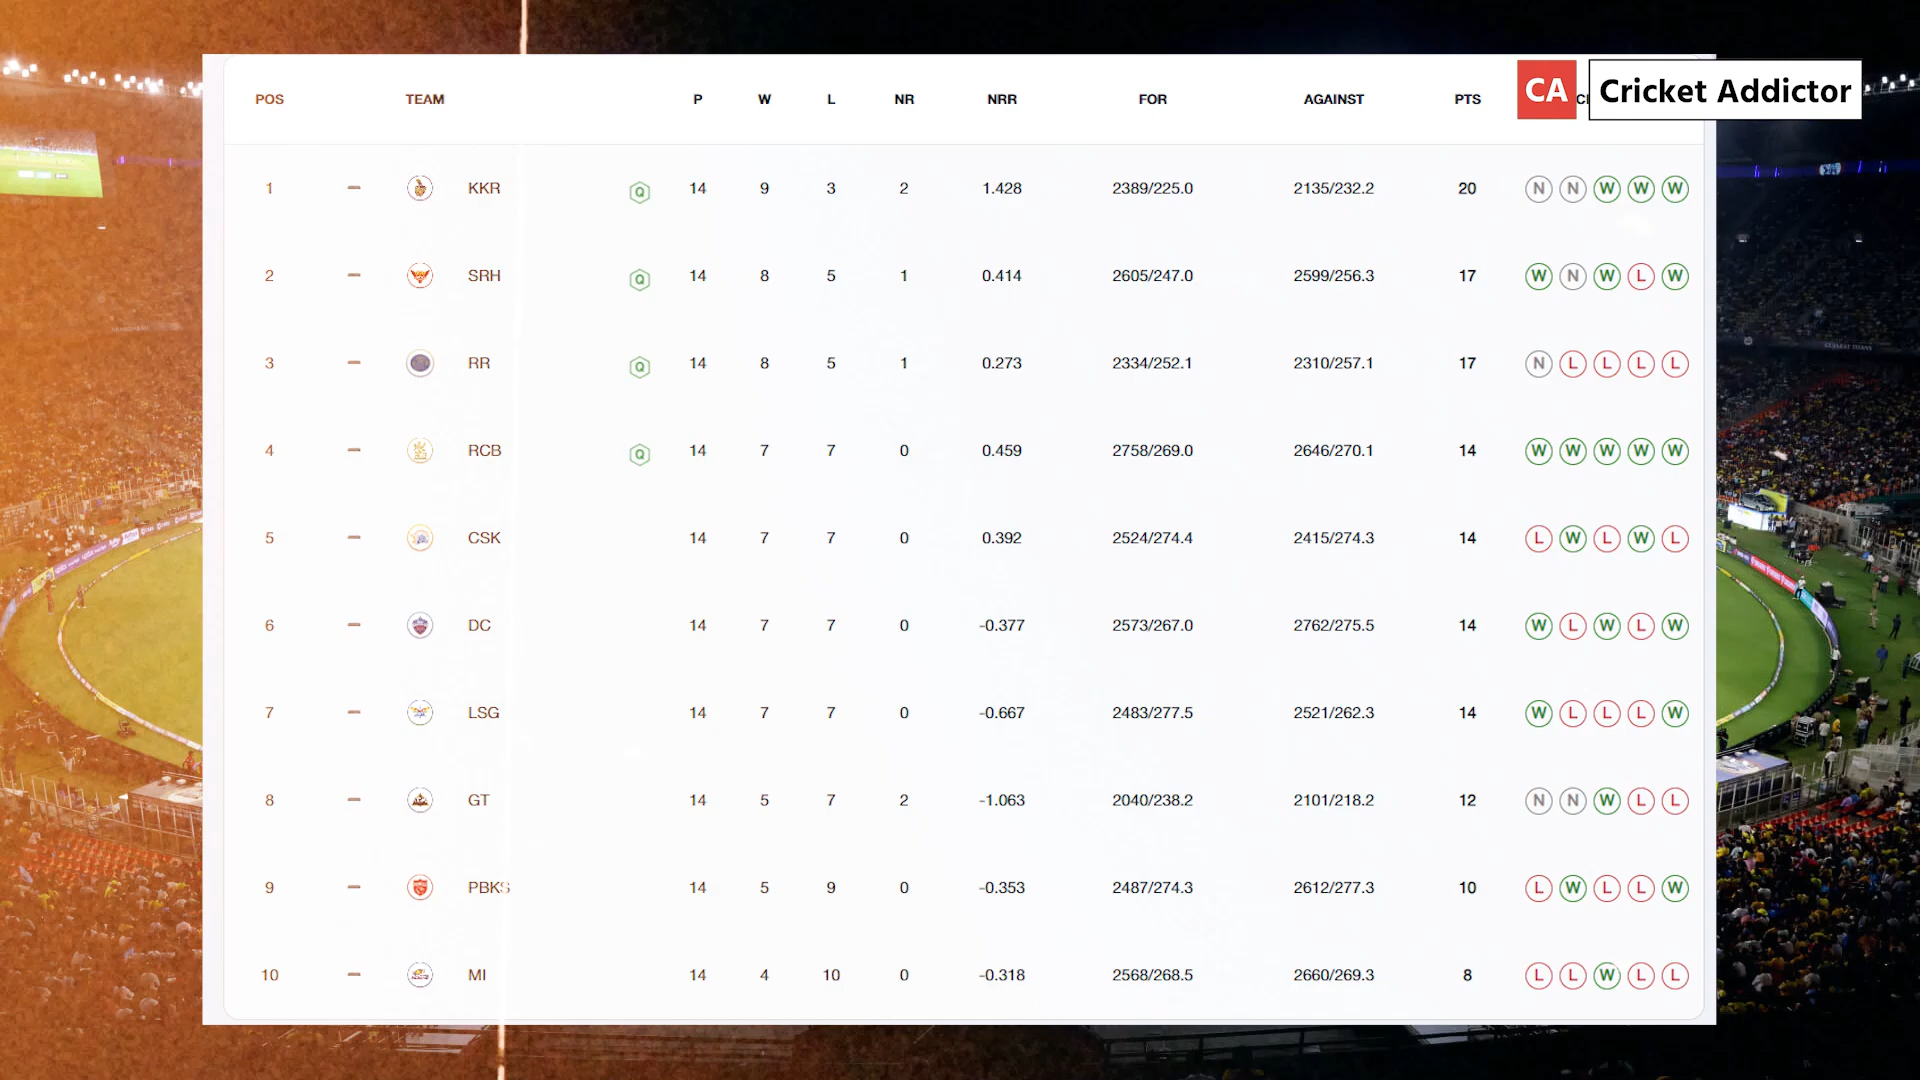 CA Cricket Addictor
POS TEAM P W L NR NRR FOR AGAINST PTS
1 KKR Q 14 9 3 2 1.428 2389/225.0 2135/232.2 20 N N W W W
2 SRH Q 14 8 5 1 0.414 2605/247.0 2599/256.3 17 W N W L W
3 RR Q 14 8 5 1 0.273 2334/252.1 2310/257.1 17 N L L L L
4 RCB Q 14 7 7 0 0.459 2758/269.0 2646/270.1 14 W W W W W
5 CSK 14 7 7 0 0.392 2524/274.4 2415/274.3 14 L W L W L
6 DC 14 7 7 0 -0.377 2573/267.0 2762/275.5 14 W L W L W
7 LSG 14 7 7 0 -0.667 2483/277.5 2521/262.3 14 W L L L W
8 GT 14 5 7 2 -1.063 2040/238.2 2101/218.2 12 N N W L L
9 PBKS 14 5 9 0 -0.353 2487/274.3 2612/277.3 10 L W L L W
10 MI 14 4 10 0 -0.318 2568/268.5 2660/269.3 8 L L W L L